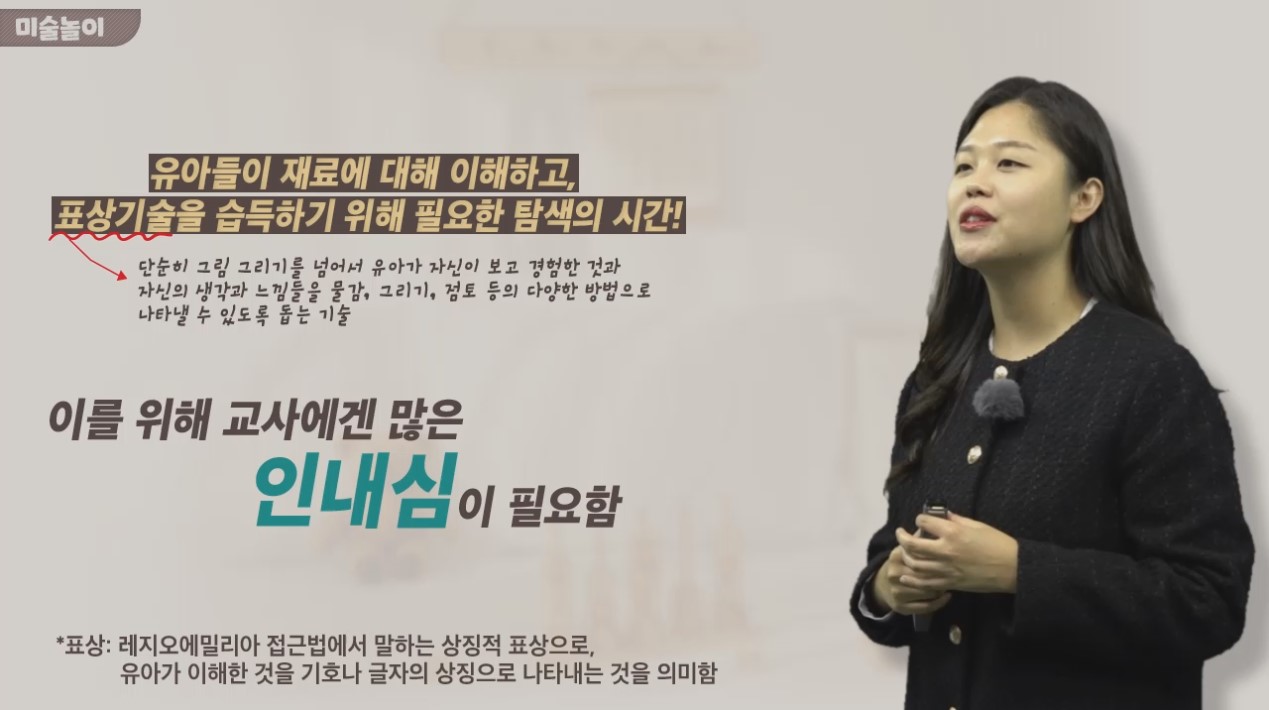 미술놀이
유아들이 재료에 대해 이해하고,
표상기술을 습득하기 위해 필요한 탐색의 시간!
단순히 그림 그리기를 넘어서 유아가 자신이 보고 경험한 것과
자신의 생각과 느낌들을 물감, 그리기, 점토 등의 다양한 방법으로
나타낼 수 있도록 돕는 기술
이를 위해 교사에겐 많은
인내심이 필요함
*표상: 레지오에밀리아 접근법에서 말하는 상징적 표상으로,
유아가 이해한 것을 기호나 글자의 상징으로 나타내는 것을 의미함